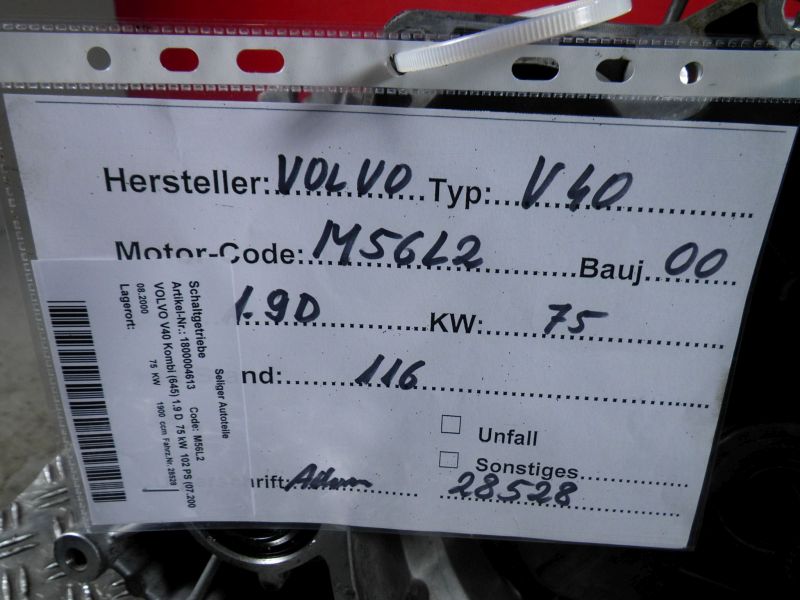 Hersteller: VOLVO Typ: V40
Motor-Code: M56L2 Bauj. 00
1.9D KW: 75
nd: 116
Unfall
Sonstiges
hrift: 28528
Seliger Autoteile
Schaltgetriebe
Artikel-Nr.: 1800004613 Code: M56L2
VOLVO V40 Kombi (645) 1.9 D 75 kW 102 PS (07.200
75 KW 1900 ccm Fahrz.Nr. 28528
08.2000
Lagerort: